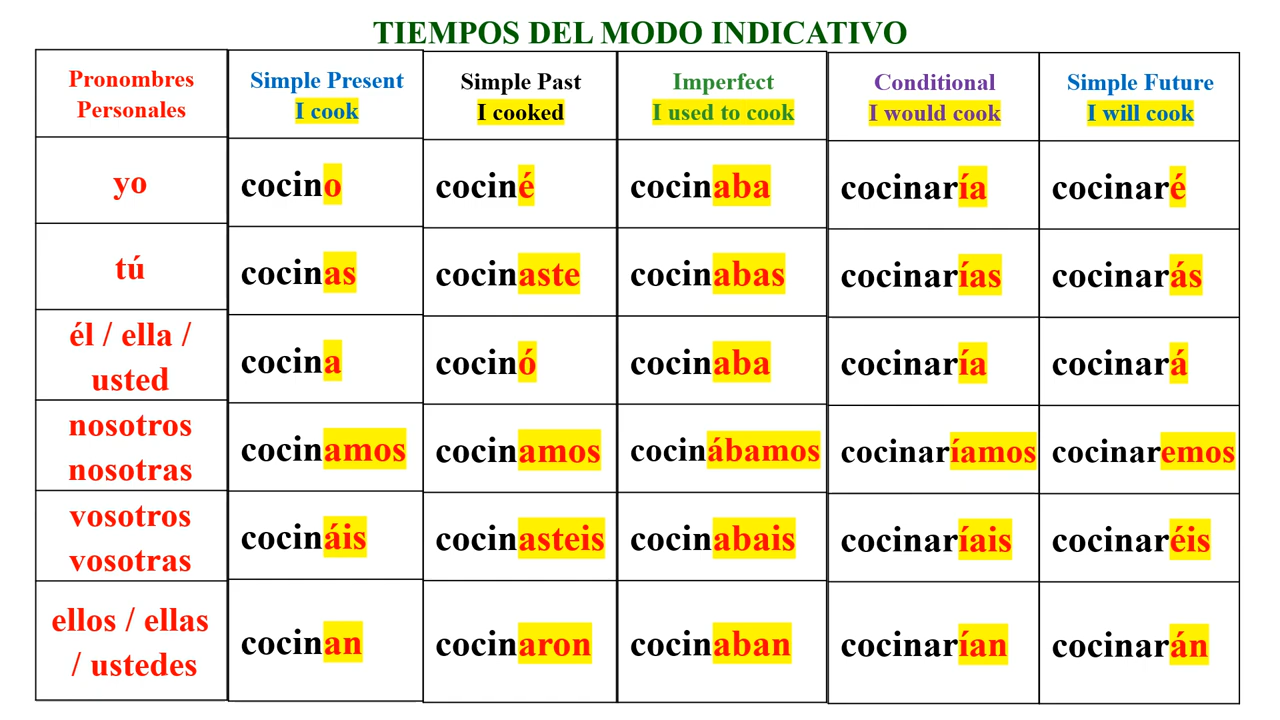 TIEMPOS DEL MODO INDICATIVO
Pronombres
Personales
Simple Present
I cook
Simple Past
I cooked
Imperfect
I used to cook
Conditional
I would cook
Simple Future
I will cook
yo
cocino
cociné
cocinaba
cocinaría
cocinaré
tú
cocinas
cocinaste
cocinabas
cocinarías
cocinarás
él / ella /
usted
cocina
cocinó
cocinaba
cocinaría
cocinará
nosotros
nosotras
cocinamos
cocinamos
cocinábamos
cocinaríamos
cocinaremos
vosotros
vosotras
cocináis
cocinasteis
cocinabais
cocinaríais
cocinaréis
ellos / ellas
/ ustedes
cocinan
cocinaron
cocinaban
cocinarían
cocinarán